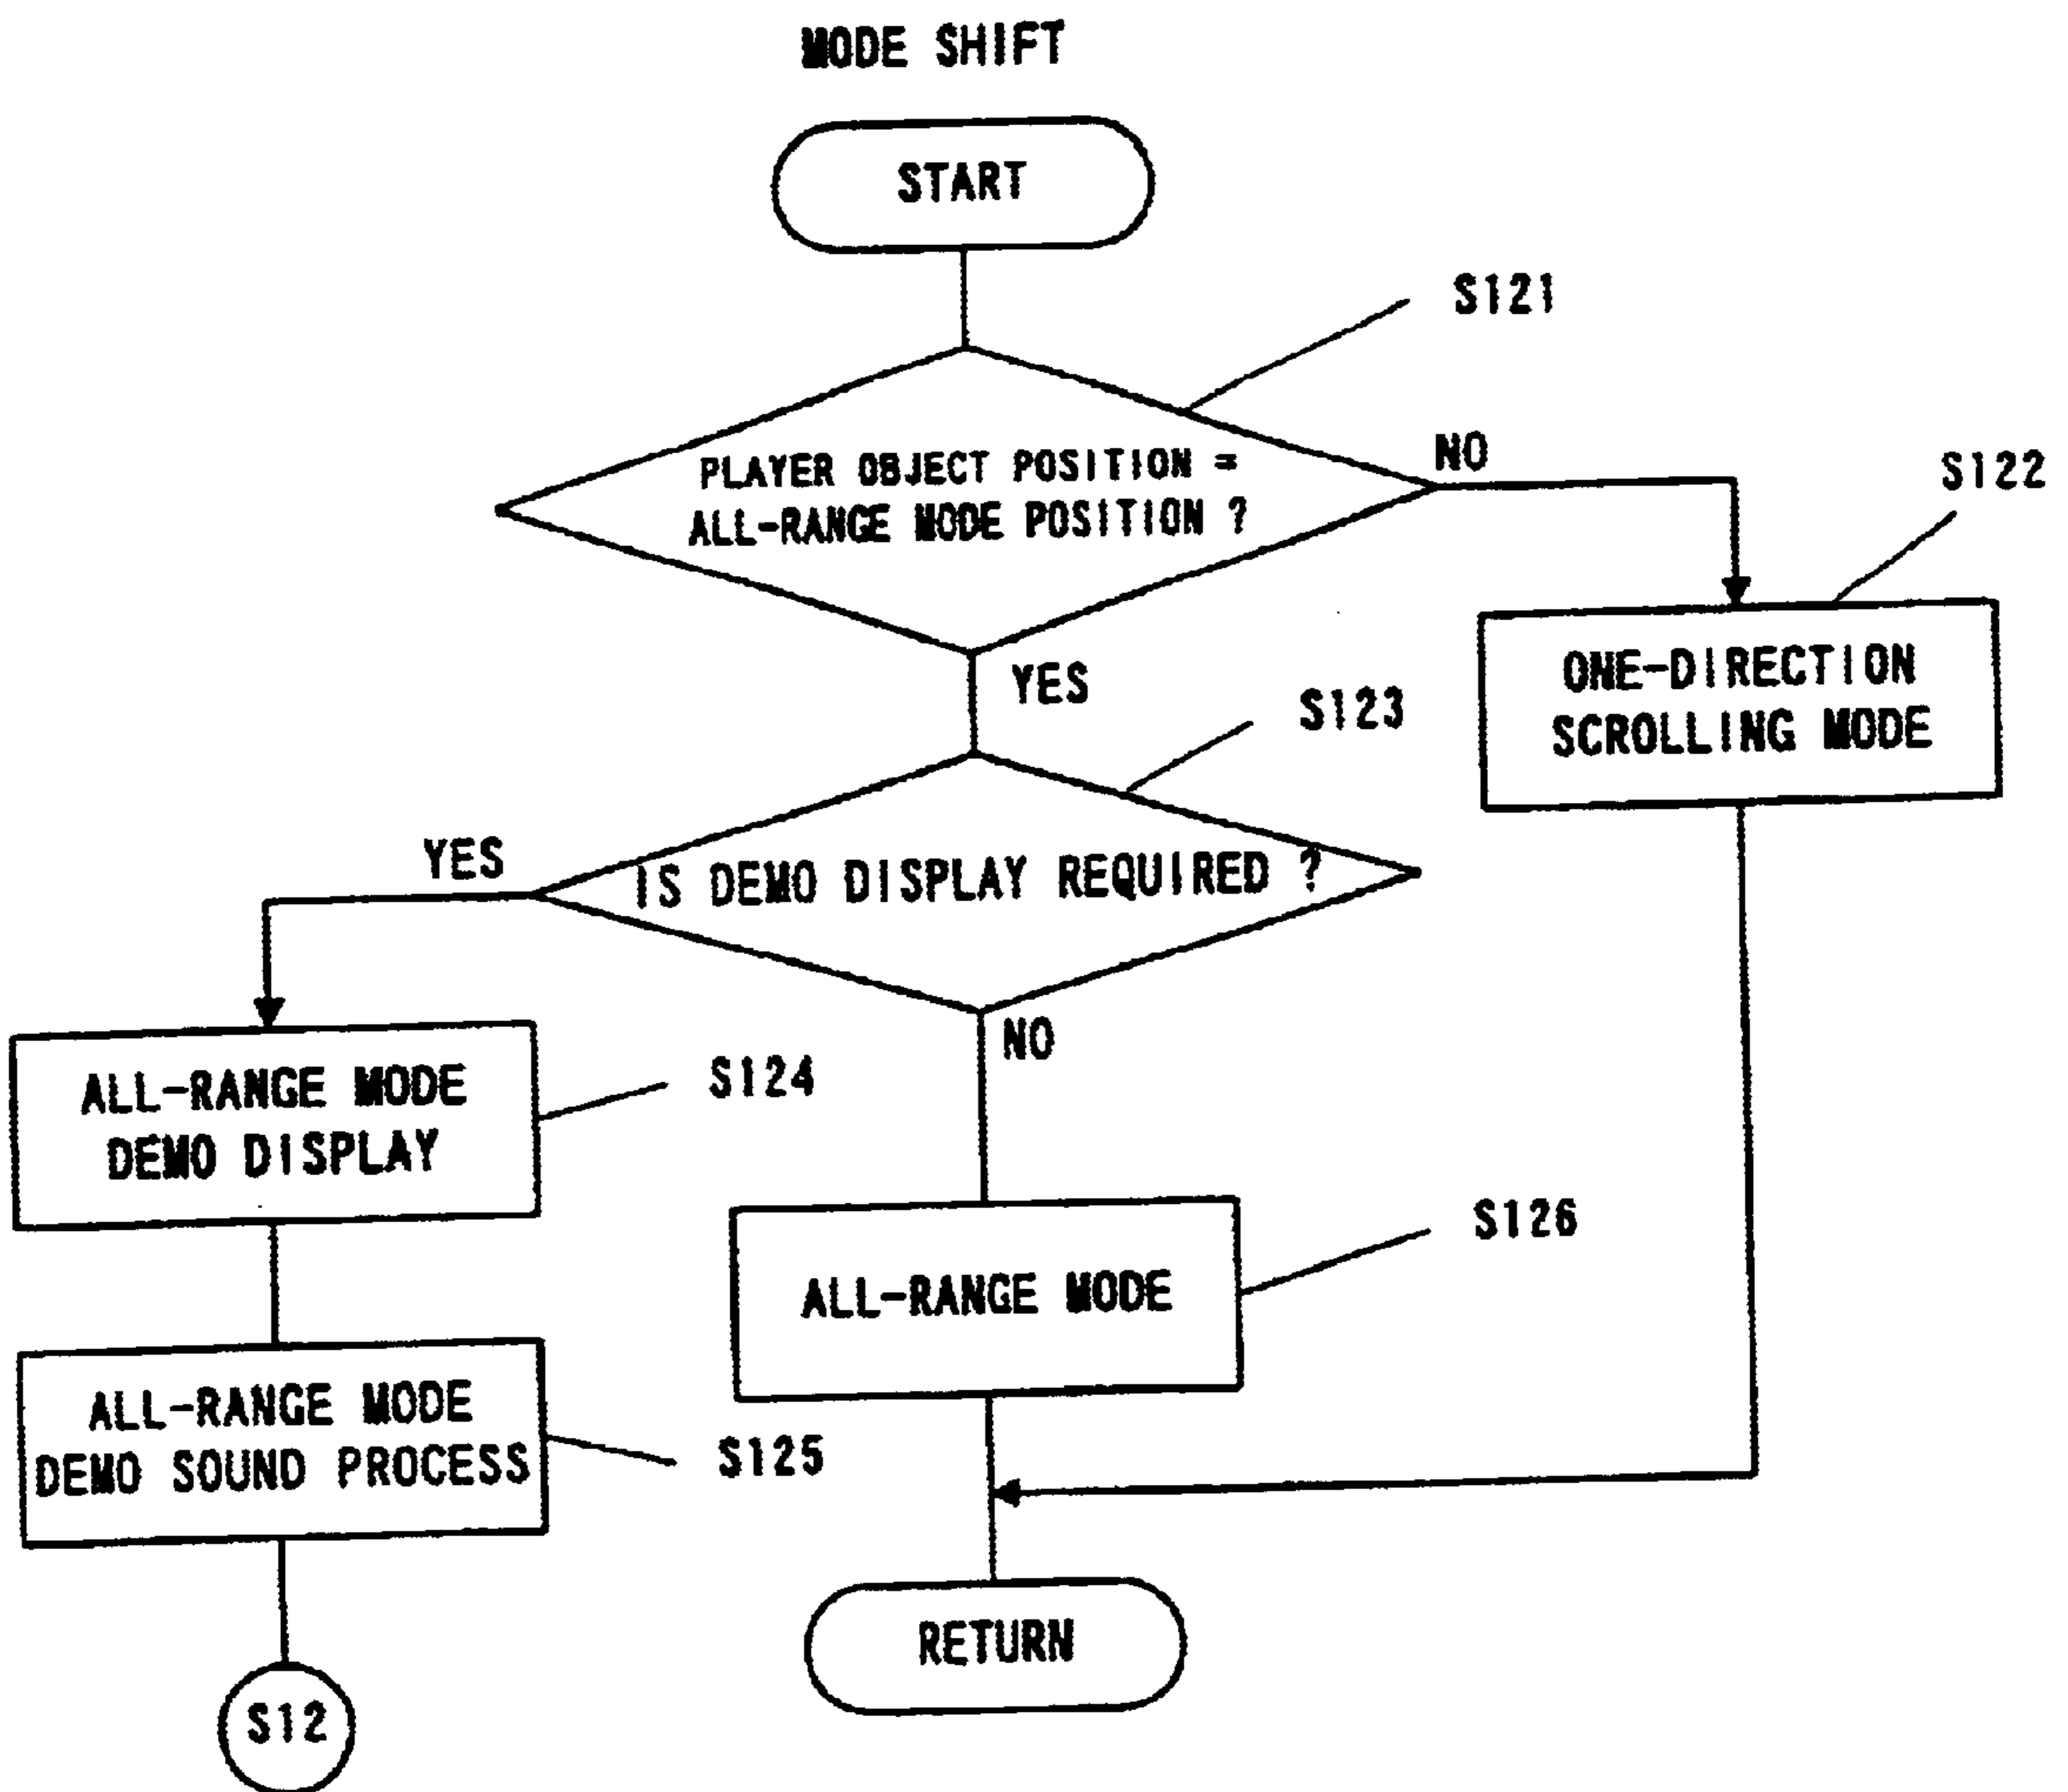 MODE SHIFT
START
S121
PLAYER OBJECT POSITION =
ALL-RANGE MODE POSITION ?
NO
S122
ONE-DIRECTION
SCROLLING MODE
YES
S123
IS DEMO DISPLAY REQUIRED ?
YES
NO
ALL-RANGE MODE
DEMO DISPLAY
S124
ALL-RANGE MODE
S126
ALL-RANGE MODE
DEMO SOUND PROCESS
S125
RETURN
S12